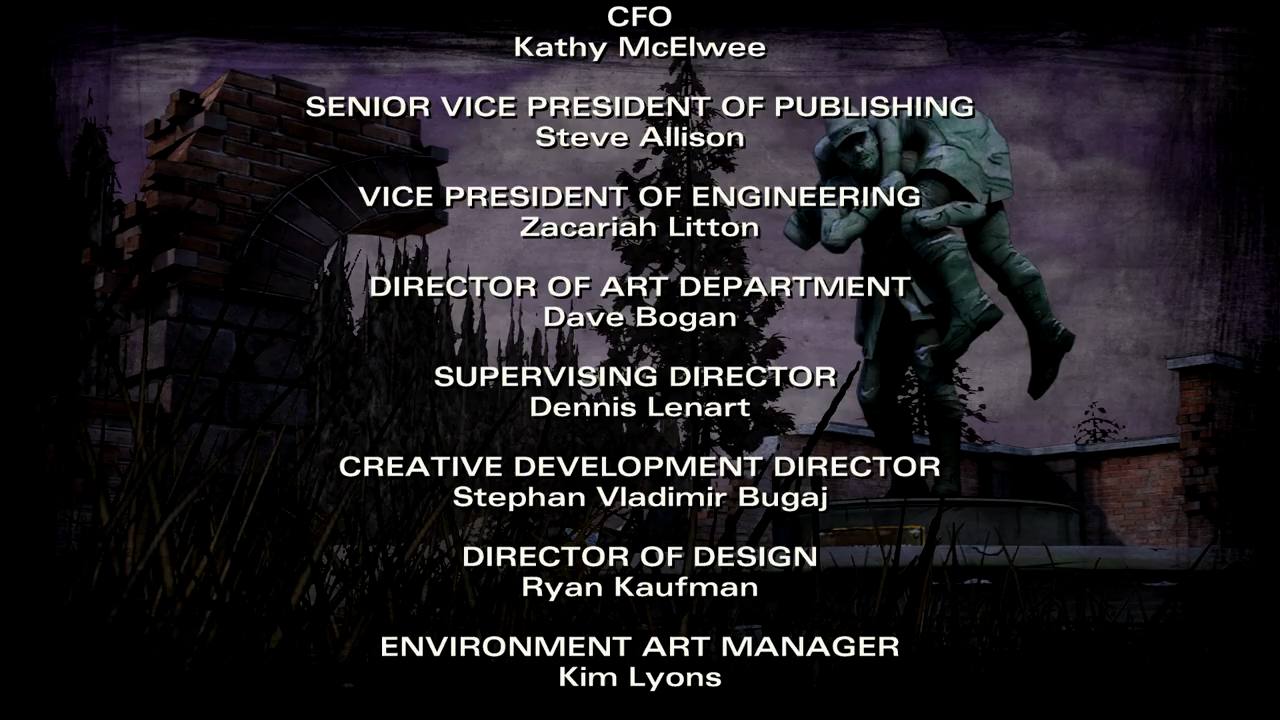 CFO
Kathy McElwee
SENIOR VICE PRESIDENT OF PUBLISHING
Steve Allison
VICE PRESIDENT OF ENGINEERING
Zacariah Litton
DIRECTOR OF ART DEPARTMENT
Dave Bogan
SUPERVISING DIRECTOR
Dennis Lenart
CREATIVE DEVELOPMENT DIRECTOR
Stephan Vladimir Bugaj
DIRECTOR OF DESIGN
Ryan Kaufman
ENVIRONMENT ART MANAGER
Kim Lyons